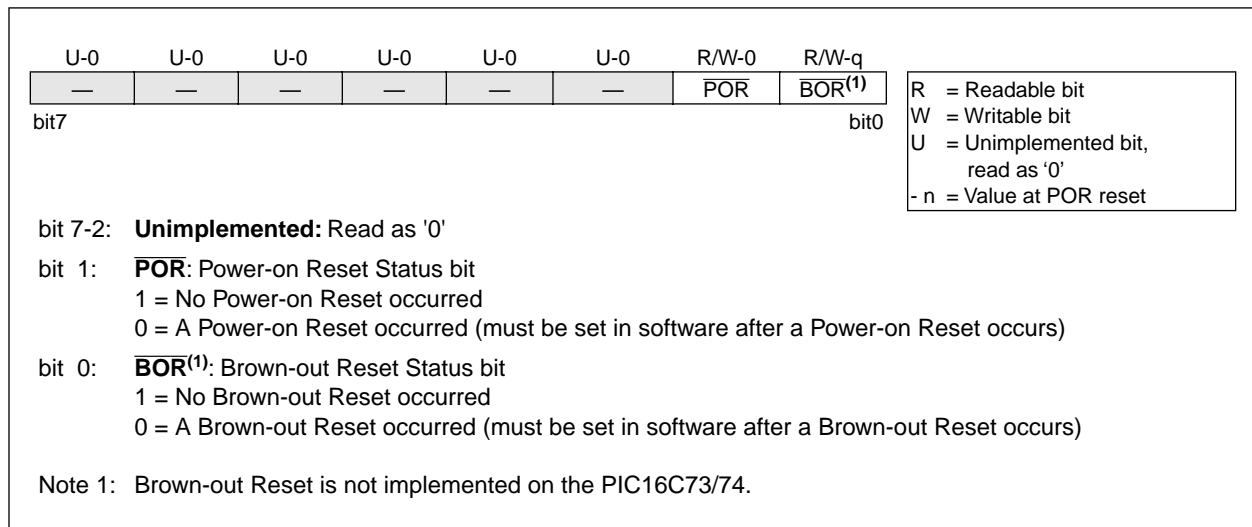 U-0 U-0 U-0 U-0 U-0 U-0 R/W-0 R/W-q
— — — — — — P̅O̅R̅ B̅O̅R̅(1)
bit7 bit0
R = Readable bit
W = Writable bit
U = Unimplemented bit,
read as ‘0’
- n = Value at POR reset
bit 7-2: Unimplemented: Read as '0'
bit 1: P̅O̅R̅: Power-on Reset Status bit
1 = No Power-on Reset occurred
0 = A Power-on Reset occurred (must be set in software after a Power-on Reset occurs)
bit 0: B̅O̅R̅(1): Brown-out Reset Status bit
1 = No Brown-out Reset occurred
0 = A Brown-out Reset occurred (must be set in software after a Brown-out Reset occurs)
Note 1: Brown-out Reset is not implemented on the PIC16C73/74.